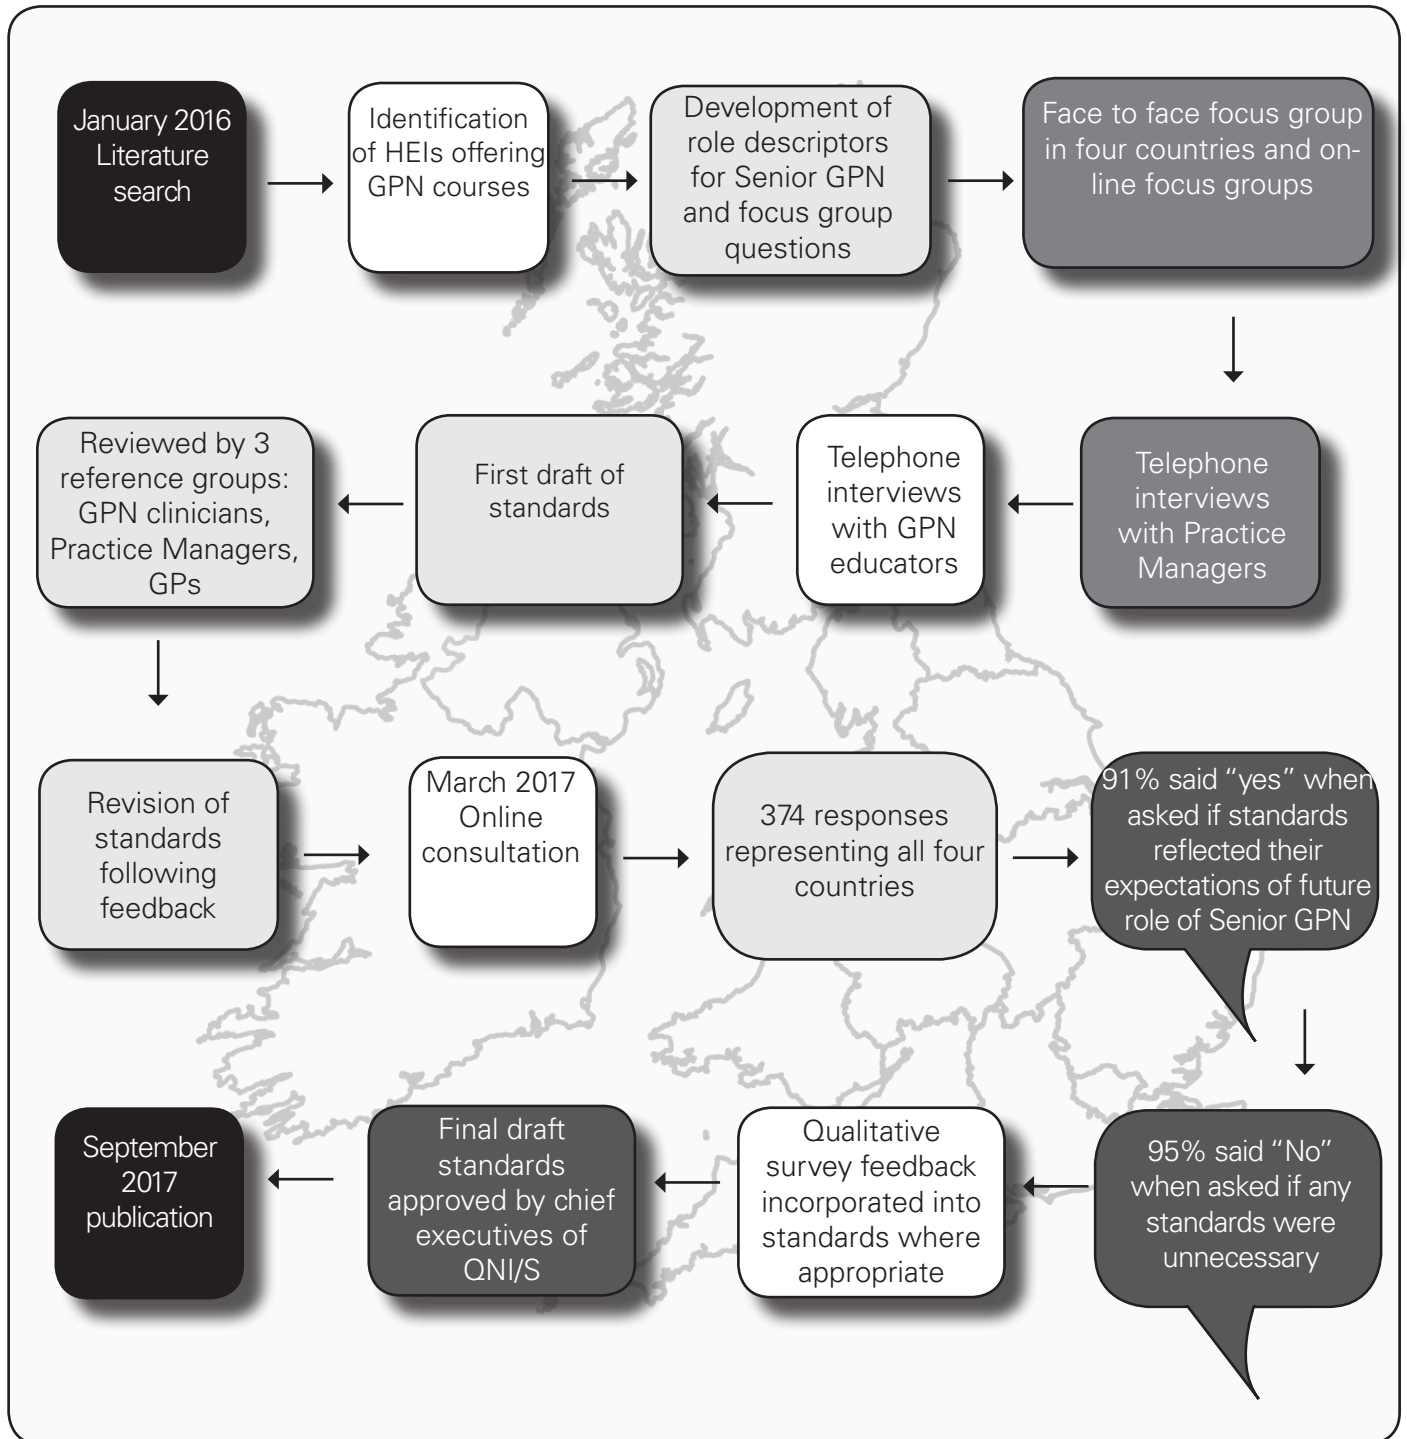 January 2016
Literature
search
Identification
of HEIs offering
GPN courses
Development of
role descriptors
for Senior GPN
and focus group
questions
Face to face focus group
in four countries and on-
line focus groups
Telephone
interviews
with Practice
Managers
Telephone
interviews
with GPN
educators
First draft of
standards
Reviewed by 3
reference groups:
GPN clinicians,
Practice Managers,
GPs
Revision of
standards
following
feedback
March 2017
Online
consultation
374 responses
representing all four
countries
91% said “yes” when
asked if standards
reflected their
expectations of future
role of Senior GPN
95% said “No”
when asked if any
standards were
unnecessary
Qualitative
survey feedback
incorporated into
standards where
appropriate
Final draft
standards
approved by chief
executives of
QNI/S
September
2017
publication